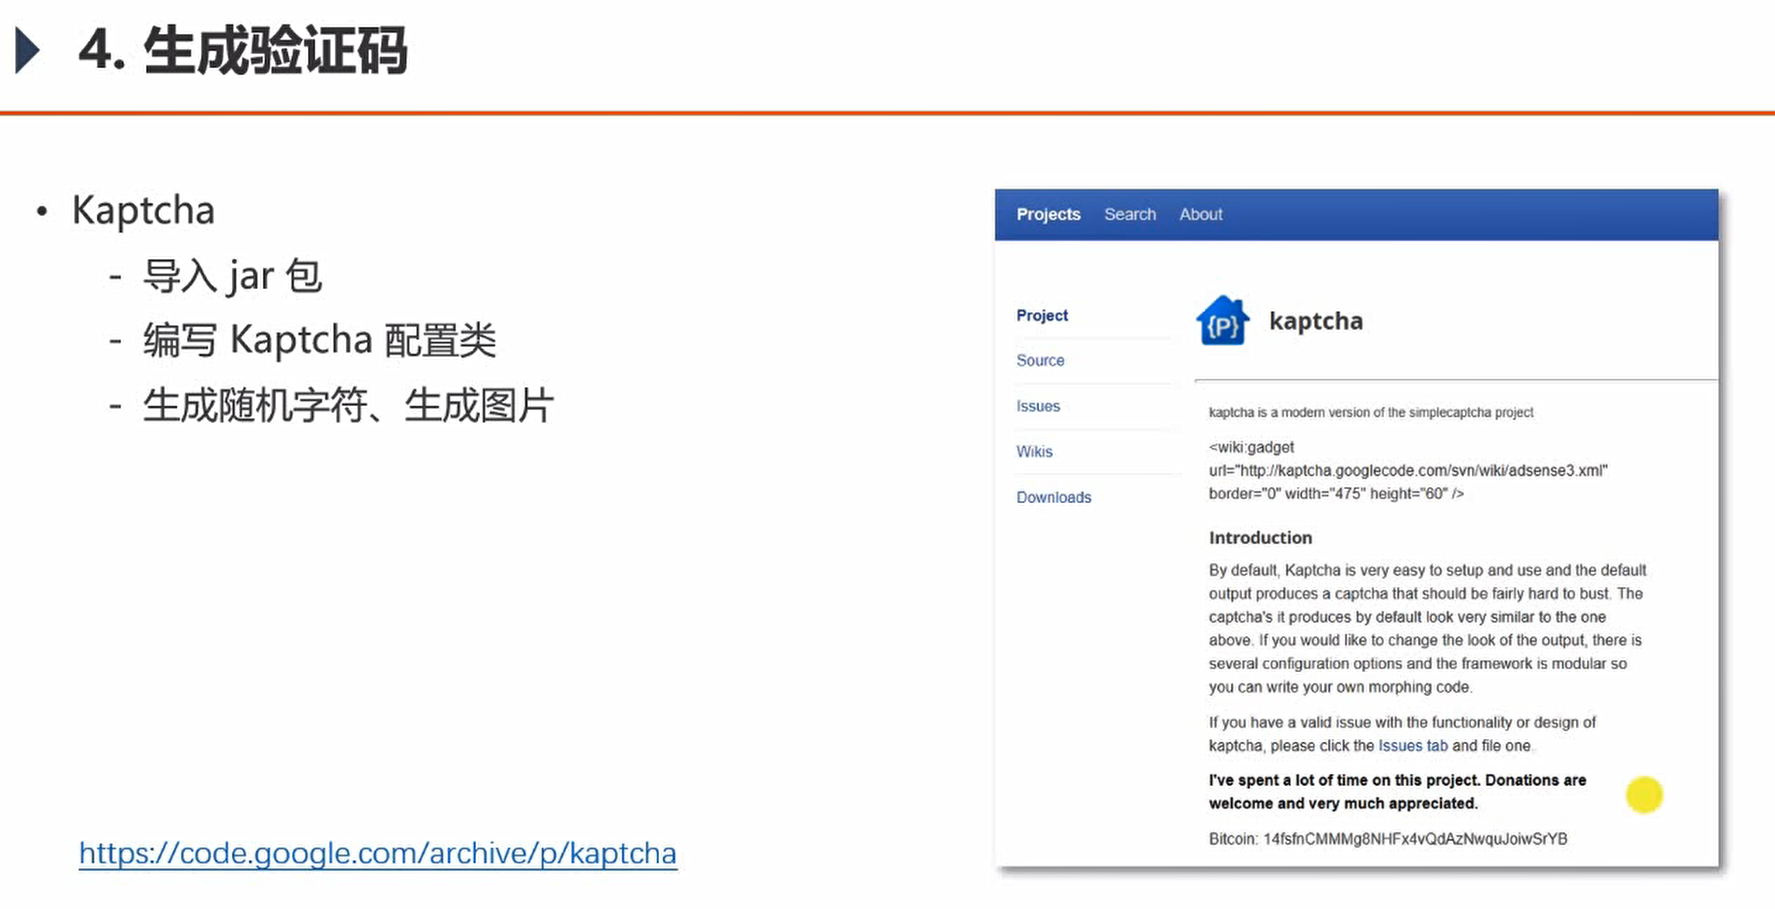 4. 生成验证码
• Kaptcha
- 导入 jar 包
- 编写 Kaptcha 配置类
- 生成随机字符、生成图片
https://code.google.com/archive/p/kaptcha
Projects Search About
Project
Source
Issues
Wikis
Downloads
{P} kaptcha
kaptcha is a modern version of the simplecaptcha project
<wiki:gadget
url="http://kaptcha.googlecode.com/svn/wiki/adsense3.xml"
border="0" width="475" height="60" />
Introduction
By default, Kaptcha is very easy to setup and use and the default
output produces a captcha that should be fairly hard to bust. The
captcha's it produces by default look very similar to the one
above. If you would like to change the look of the output, there is
several configuration options and the framework is modular so
you can write your own morphing code.
If you have a valid issue with the functionality or design of
kaptcha, please click the Issues tab and file one.
I've spent a lot of time on this project. Donations are
welcome and very much appreciated.
Bitcoin: 14fsfnCMMMg8NHFx4vQdAzNwquJoiwSrYB